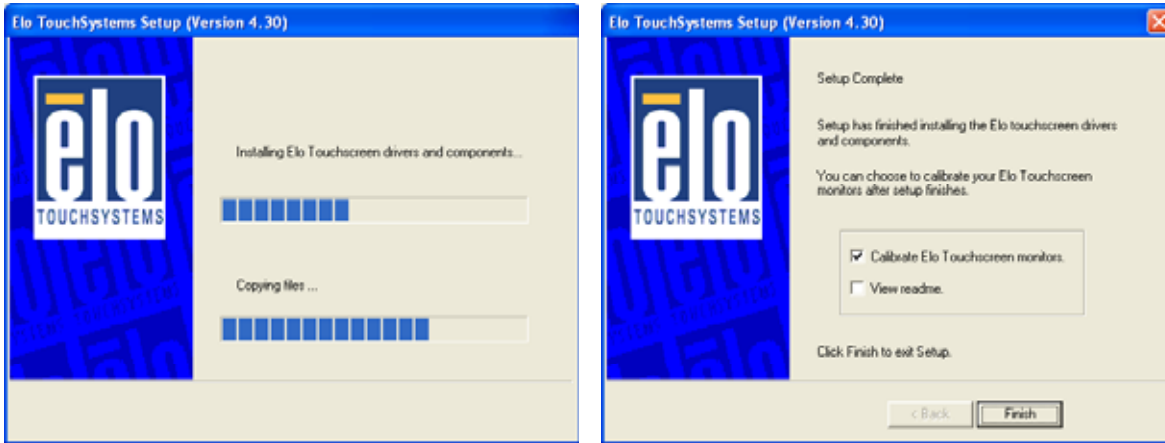 Elo TouchSystems Setup (Version 4.30)
elo
TOUCHSYSTEMS
Installing Elo Touchscreen drivers and components...
Copying files ...
Elo TouchSystems Setup (Version 4.30)
elo
TOUCHSYSTEMS
Setup Complete
Setup has finished installing the Elo touchscreen drivers
and components.
You can choose to calibrate your Elo Touchscreen
monitors after setup finishes.
Calibrate Elo Touchscreen monitors.
View readme.
Click Finish to exit Setup.
< Back
Finish